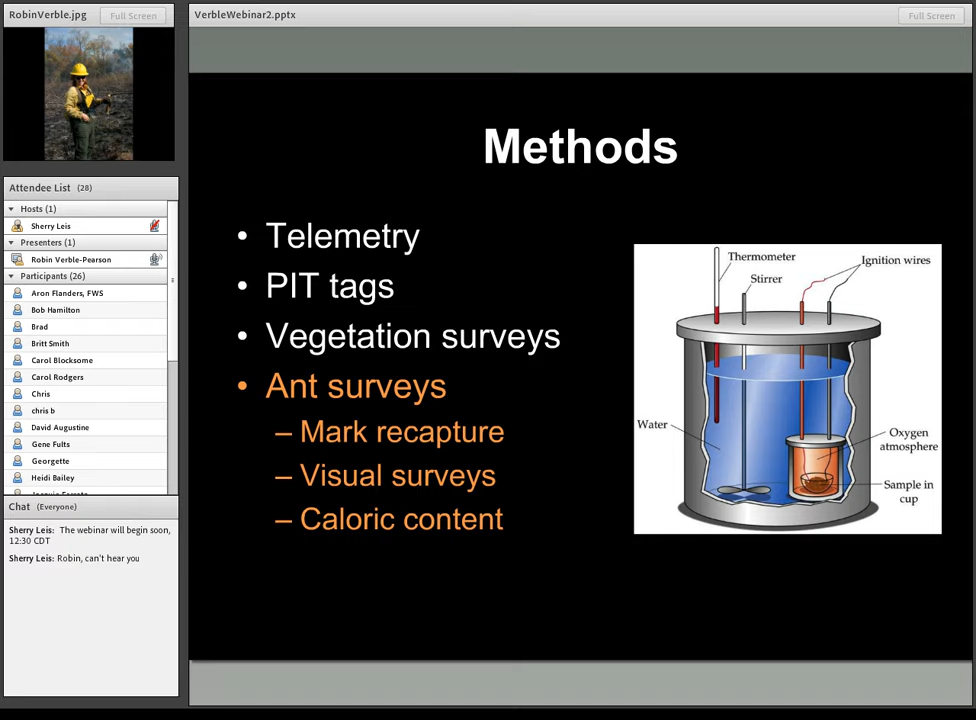 RobinVerble.jpg
Full Screen
VerbleWebinar2.pptx
Full Screen
Attendee List (28)
Hosts (1)
Sherry Leis
Presenters (1)
Robin Verble-Pearson
Participants (26)
Aron Flanders, FWS
Bob Hamilton
Brad
Britt Smith
Carol Blocksome
Carol Rodgers
Chris
chris b
David Augustine
Gene Fults
Georgette
Heidi Bailey
Chat (Everyone)
Sherry Leis: The webinar will begin soon,
12:30 CDT
Sherry Leis: Robin, can't hear you
Methods
• Telemetry
• PIT tags
• Vegetation surveys
• Ant surveys
– Mark recapture
– Visual surveys
– Caloric content
Thermometer
Ignition wires
Stirrer
Water
Oxygen
atmosphere
Sample in
cup